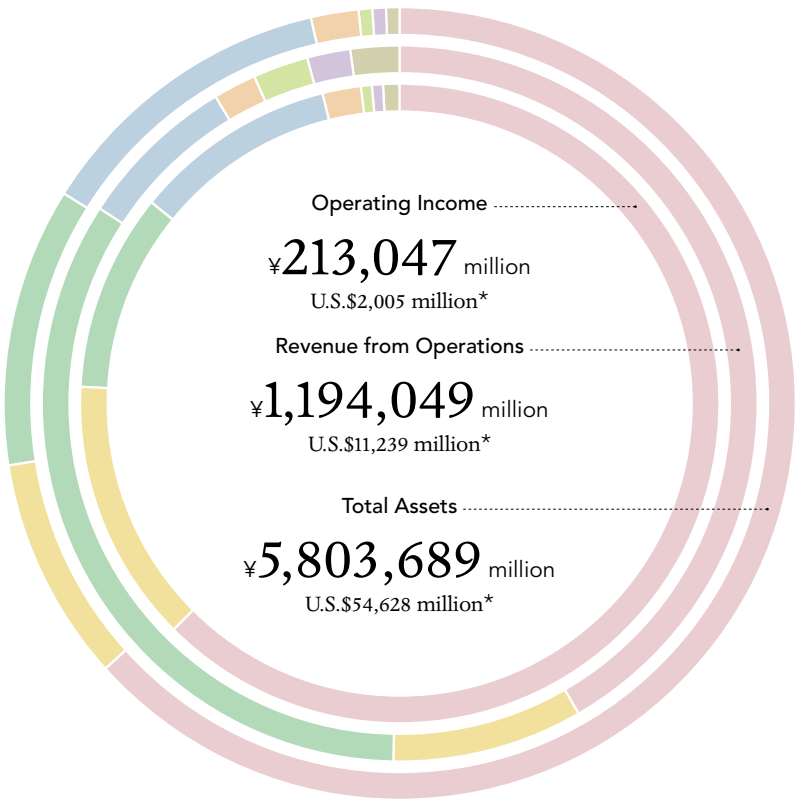 Operating Income
¥213,047 million
U.S.$2,005 million*
Revenue from Operations
¥1,194,049 million
U.S.$11,239 million*
Total Assets
¥5,803,689 million
U.S.$54,628 million*